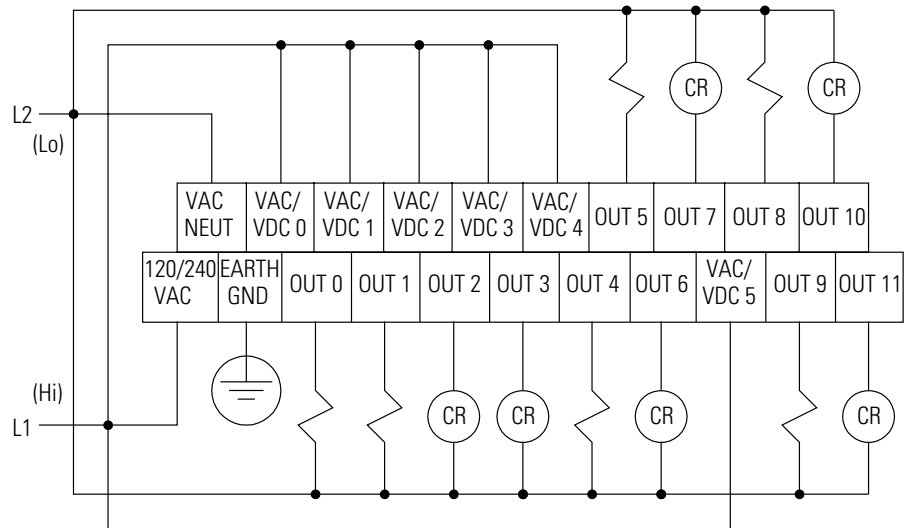 CR
CR
L2
(Lo)
VAC NEUT
VAC/ VDC 0
VAC/ VDC 1
VAC/ VDC 2
VAC/ VDC 3
VAC/ VDC 4
OUT 5
OUT 7
OUT 8
OUT 10
120/240 VAC
EARTH GND
OUT 0
OUT 1
OUT 2
OUT 3
OUT 4
OUT 6
VAC/ VDC 5
OUT 9
OUT 11
(Hi)
L1
CR
CR
CR
CR